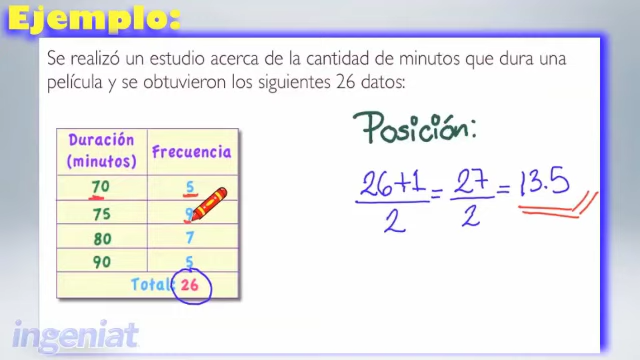 Ejemplo:
Se realizó un estudio acerca de la cantidad de minutos que dura una
película y se obtuvieron los siguientes 26 datos:
Posición:
Duración
(minutos) Frecuencia
70 5
75 9
80 7
90 5
Total: 26
26+1/2 = 27/2 = 13.5
ingeniat